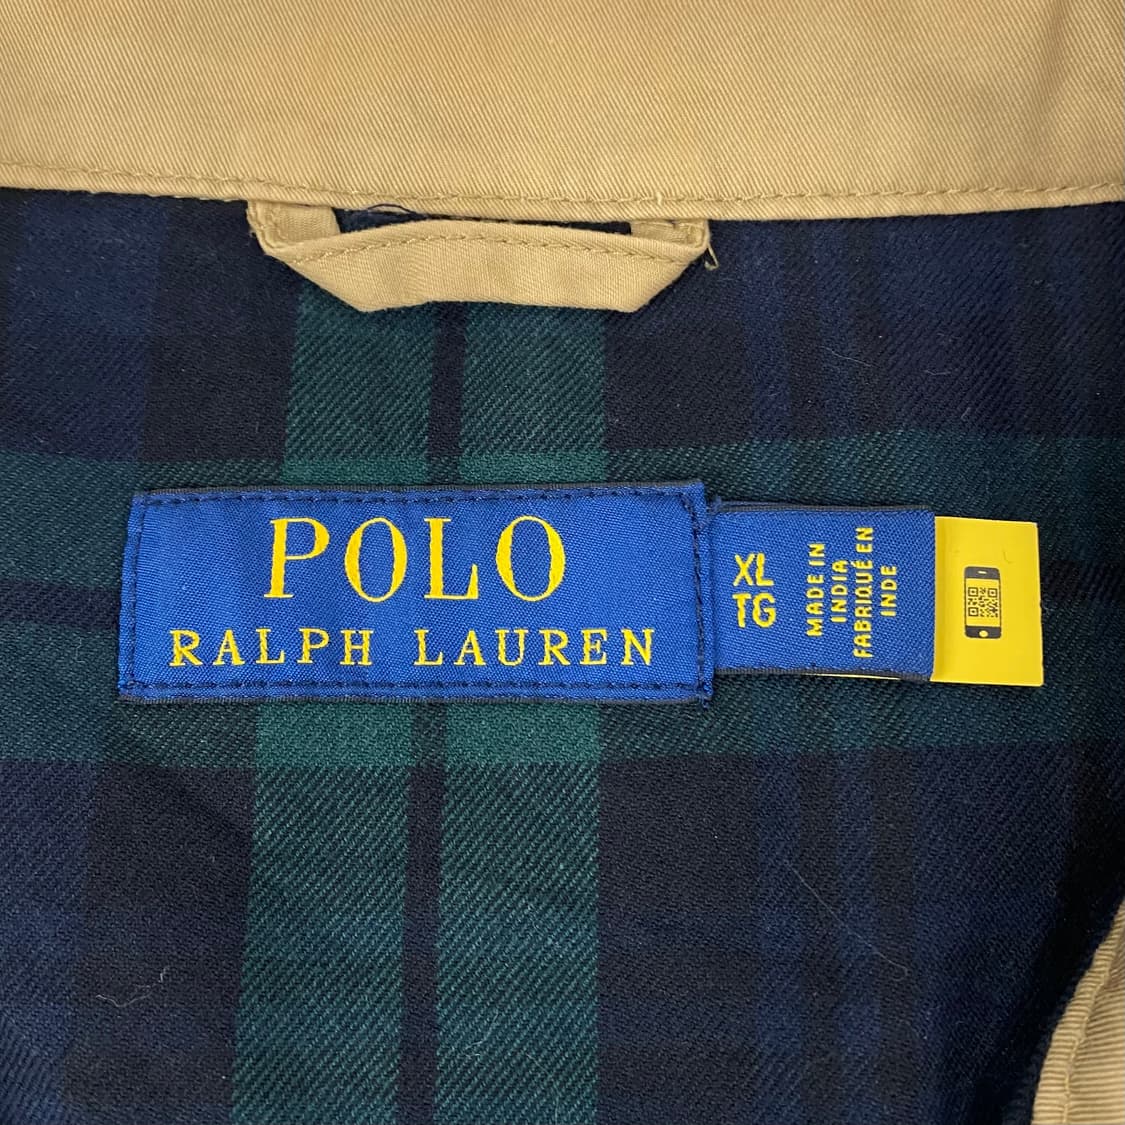 POLO
RALPH LAUREN
XL
TG
MADE IN
INDIA
FABRIQUÉ EN
INDE